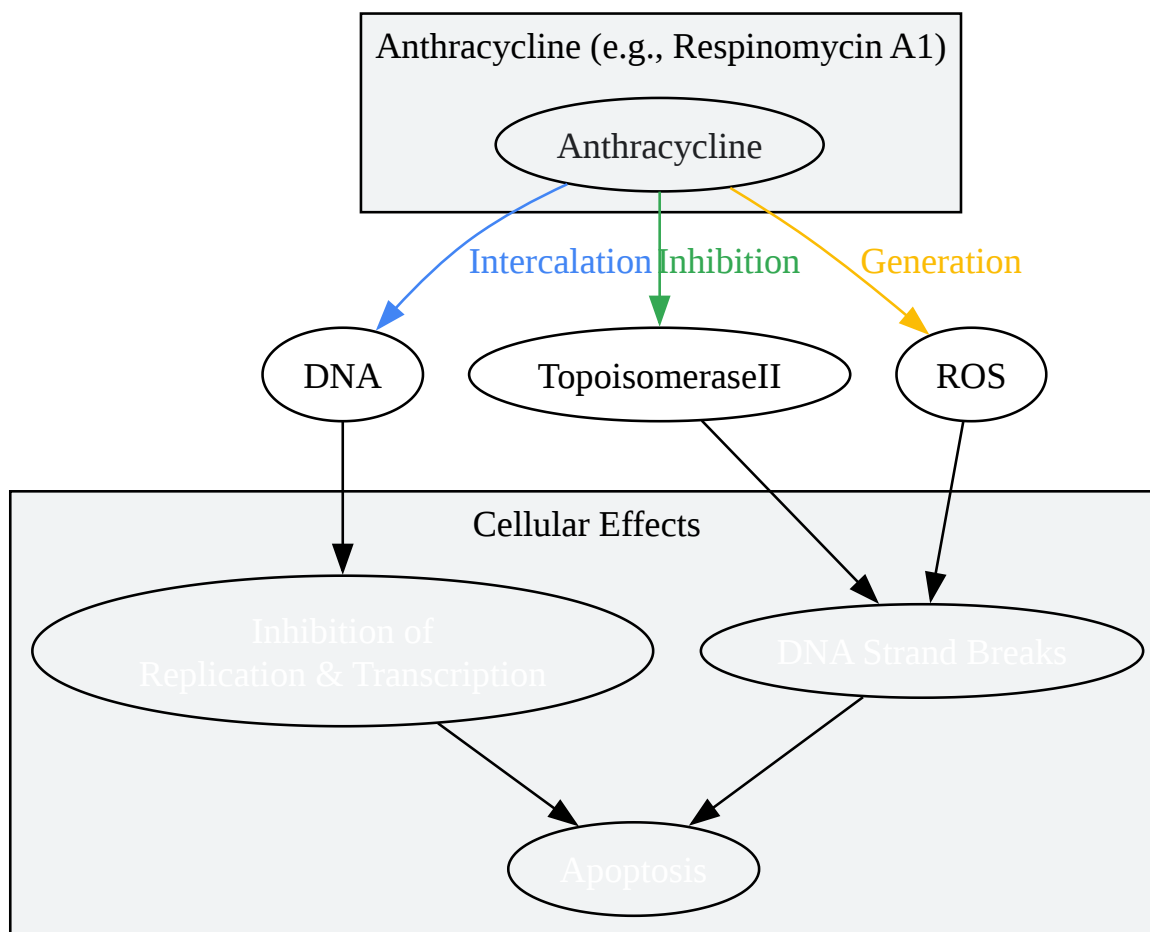 Anthracycline (e.g., Respinomycin A1)
Anthracycline
Intercalation
Inhibition
Generation
DNA
TopoisomeraseII
ROS
Cellular Effects
Inhibition of
Replication & Transcription
DNA Strand Breaks
Apoptosis